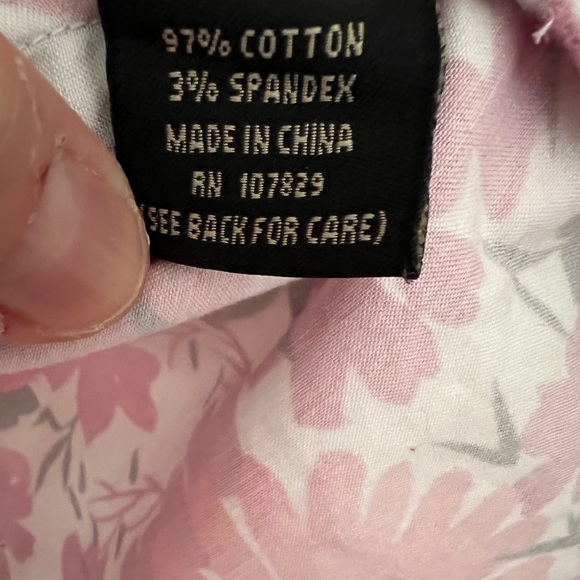 97% COTTON
3% SPANDEX
MADE IN CHINA
RN 107829
(SEE BACK FOR CARE)